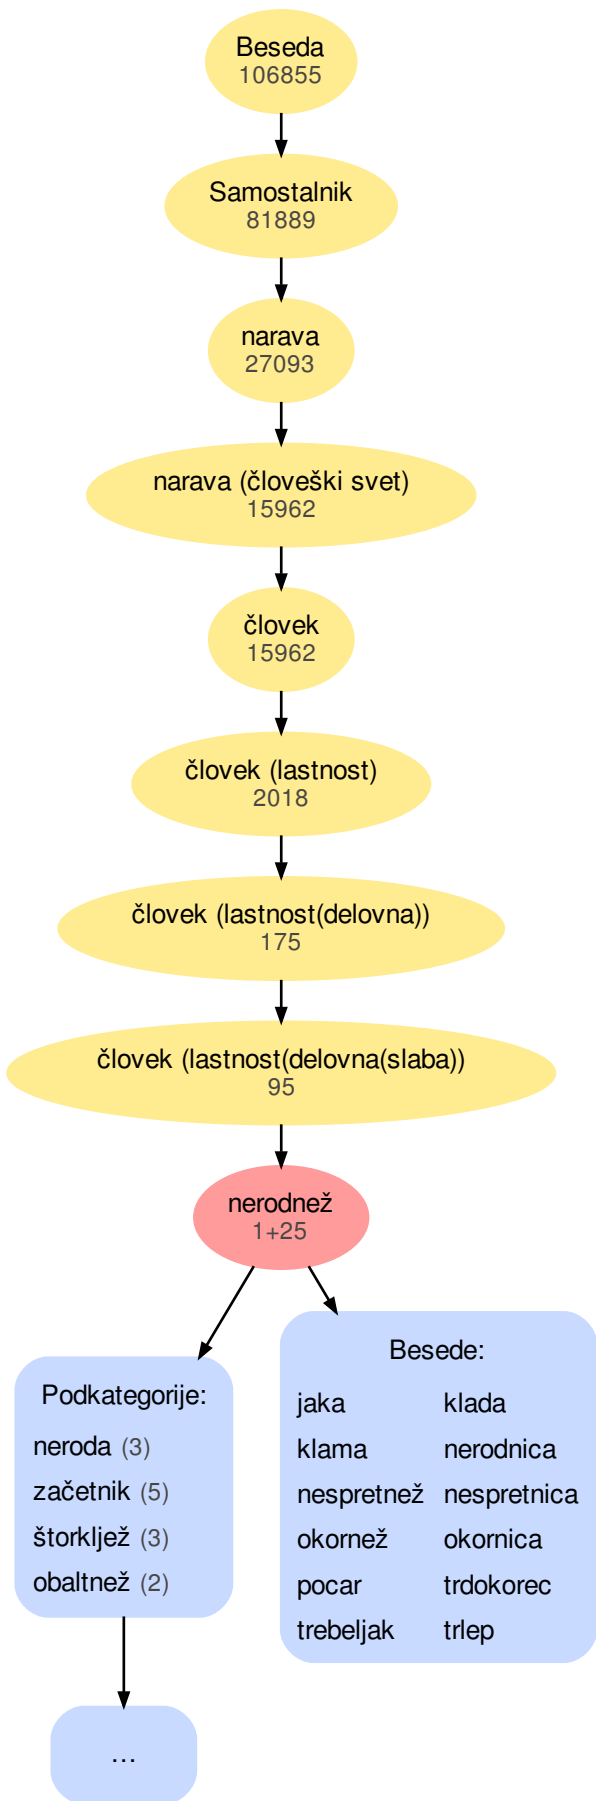 Beseda
106855
Samostalnik
81889
narava
27093
narava (človeški svet)
15962
človek
15962
človek (lastnost)
2018
človek (lastnost(delovna))
175
človek (lastnost(delovna(slaba))
95
nerodnež
1+25
Podkategorije:
neroda (3)
začetnik (5)
štorkljež (3)
obaltnež (2)
...
Besede:
jaka klada
klama nerodnica
nespretnež nespretnica
okornež okornica
pocar trdokorec
trebeljak trlep